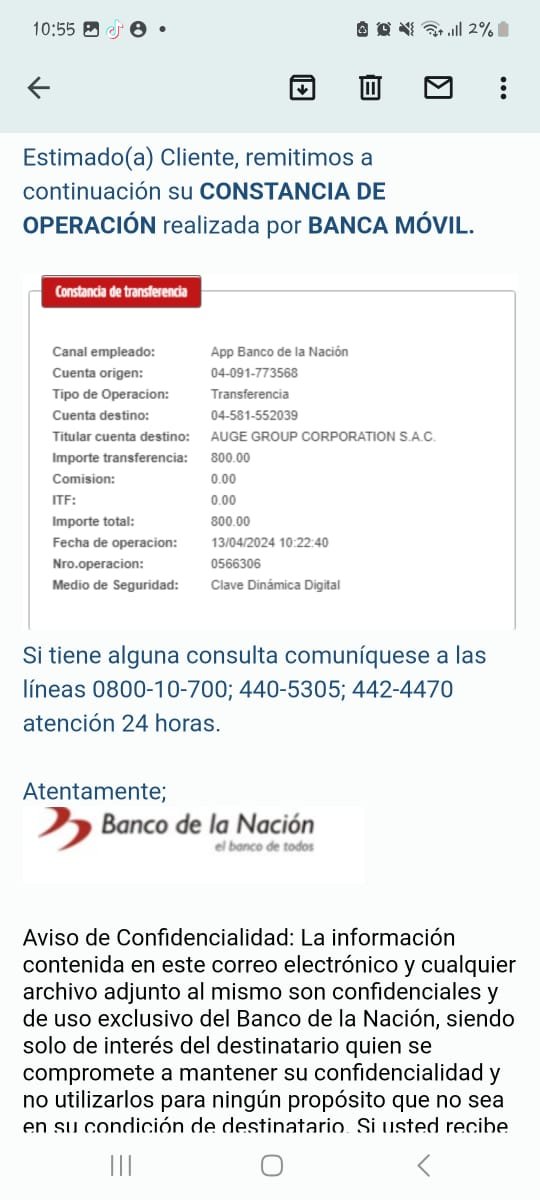 10:55
2%
Estimado(a) Cliente, remitimos a
continuación su CONSTANCIA DE
OPERACIÓN realizada por BANCA MÓVIL.
Constancia de transferencia
Canal empleado: App Banco de la Nación
Cuenta origen: 04-091-773568
Tipo de Operacion: Transferencia
Cuenta destino: 04-581-552039
Titular cuenta destino: AUGE GROUP CORPORATION S.A.C.
Importe transferencia: 800.00
Comision: 0.00
ITF: 0.00
Importe total: 800.00
Fecha de operacion: 13/04/2024 10:22:40
Nro.operacion: 0566306
Medio de Seguridad: Clave Dinámica Digital
Si tiene alguna consulta comuníquese a las
líneas 0800-10-700; 440-5305; 442-4470
atención 24 horas.
Atentamente;
Banco de la Nación
el banco de todos
Aviso de Confidencialidad: La información
contenida en este correo electrónico y cualquier
archivo adjunto al mismo son confidenciales y
de uso exclusivo del Banco de la Nación, siendo
solo de interés del destinatario quien se
compromete a mantener su confidencialidad y
no utilizarlos para ningún propósito que no sea
en su condición de destinatario. Si usted recibe